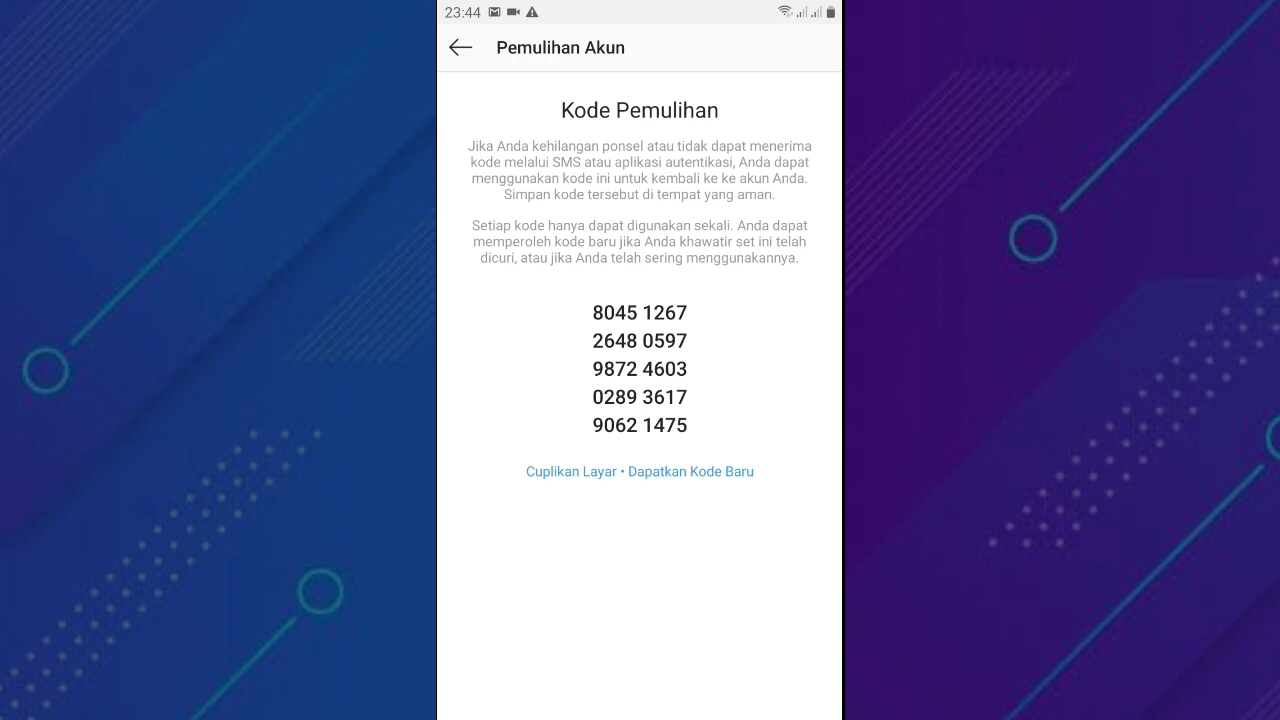 23:44
Pemulihan Akun
Kode Pemulihan
Jika Anda kehilangan ponsel atau tidak dapat menerima
kode melalui SMS atau aplikasi autentikasi, Anda dapat
menggunakan kode ini untuk kembali ke ke akun Anda.
Simpan kode tersebut di tempat yang aman.
Setiap kode hanya dapat digunakan sekali. Anda dapat
memperoleh kode baru jika Anda khawatir set ini telah
dicuri, atau jika Anda telah sering menggunakannya.
8045 1267
2648 0597
9872 4603
0289 3617
9062 1475
Cuplikan Layar • Dapatkan Kode Baru